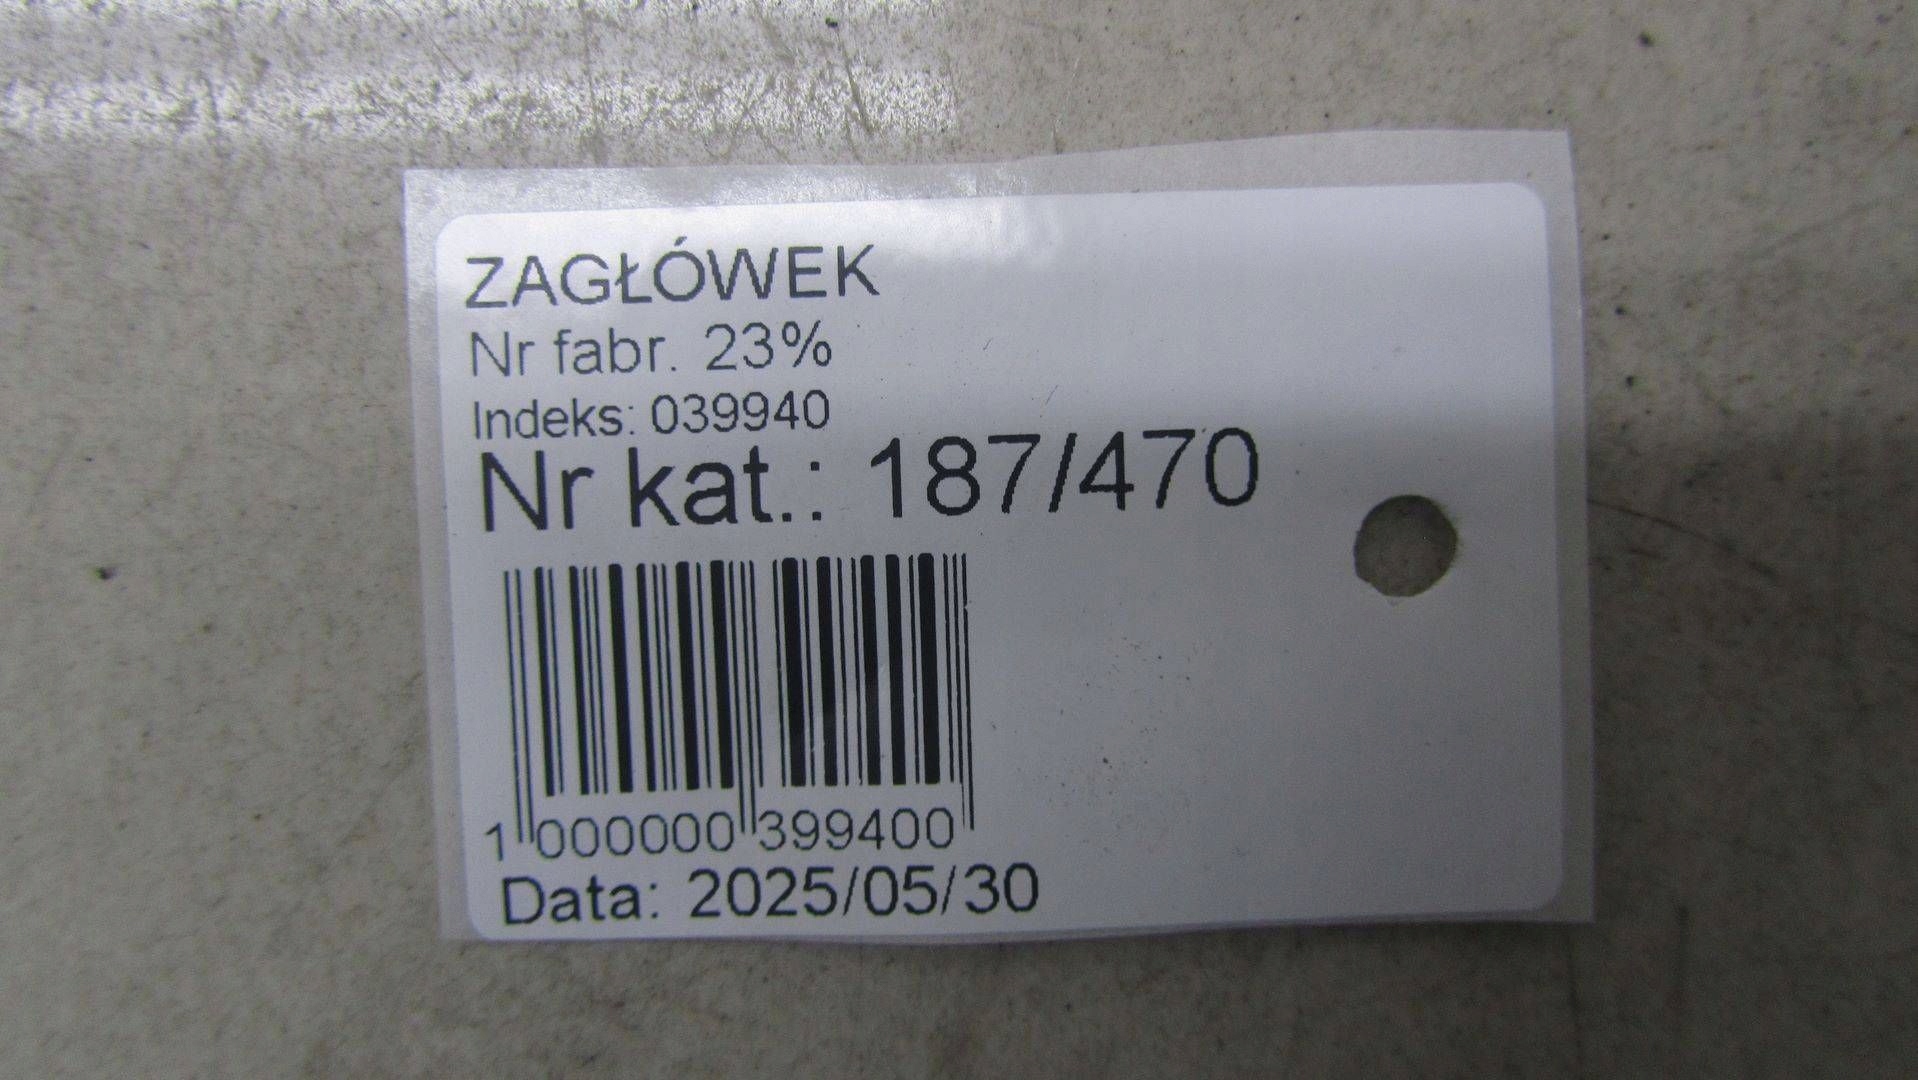 ZAGŁÓWEK
Nr fabr. 23%
Indeks: 039940
Nr kat.: 187/470
1 000000 399400
Data: 2025/05/30